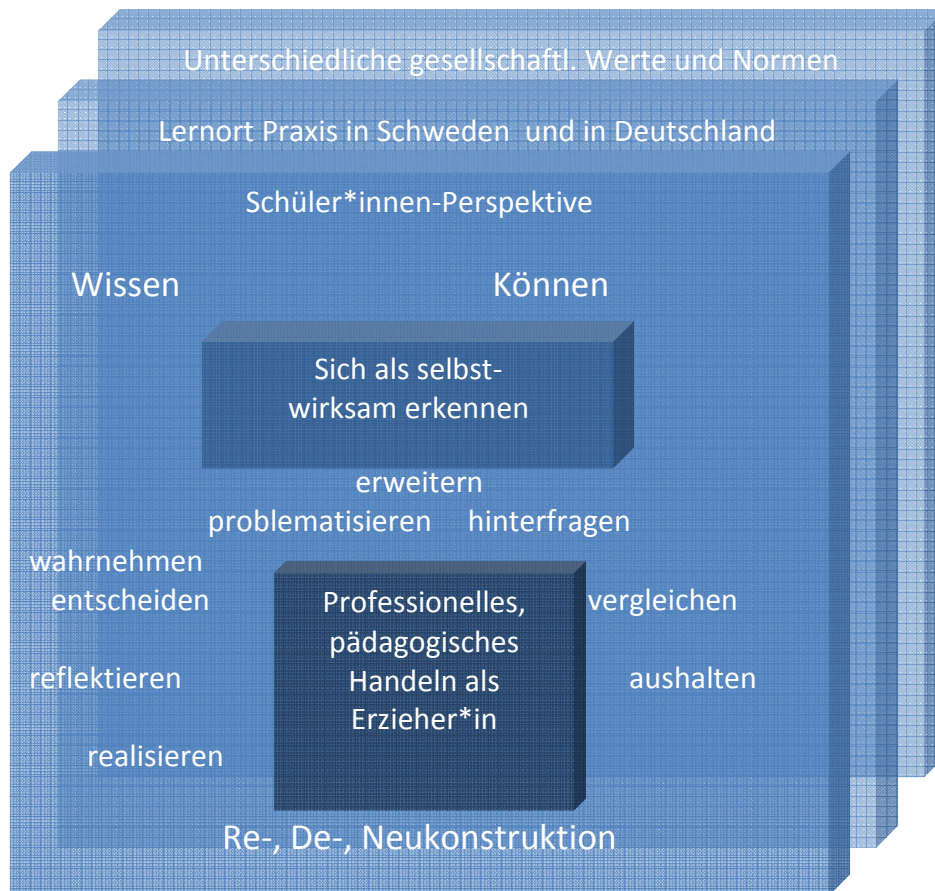 Unterschiedliche gesellschaftl. Werte und Normen
Lernort Praxis in Schweden und in Deutschland
Schüler*innen-Perspektive
Wissen Können
Sich als selbst-
wirksam erkennen
erweitern
problematisieren hinterfragen
wahrnehmen
entscheiden
vergleichen
reflektieren
aushalten
realisieren
Professionelles,
pädagogisches
Handeln als
Erzieher*in
Re-, De-, Neukonstruktion